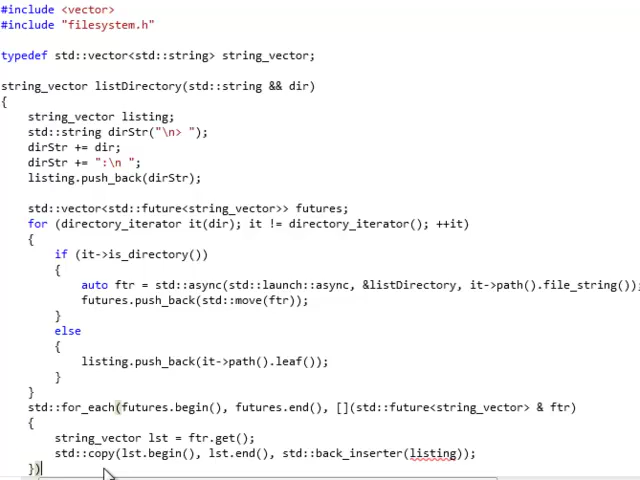 #include <vector>
#include "filesystem.h"
typedef std::vector<std::string> string_vector;
string_vector listDirectory(std::string && dir)
{
string_vector listing;
std::string dirStr("\n> ");
dirStr += dir;
dirStr += ":\n ";
listing.push_back(dirStr);
std::vector<std::future<string_vector>> futures;
for (directory_iterator it(dir); it != directory_iterator(); ++it)
{
if (it->is_directory())
{
auto ftr = std::async(std::launch::async, &listDirectory, it->path().file_string());
futures.push_back(std::move(ftr));
}
else
{
listing.push_back(it->path().leaf());
}
}
std::for_each(futures.begin(), futures.end(), [](std::future<string_vector> & ftr)
{
string_vector lst = ftr.get();
std::copy(lst.begin(), lst.end(), std::back_inserter(listing));
})